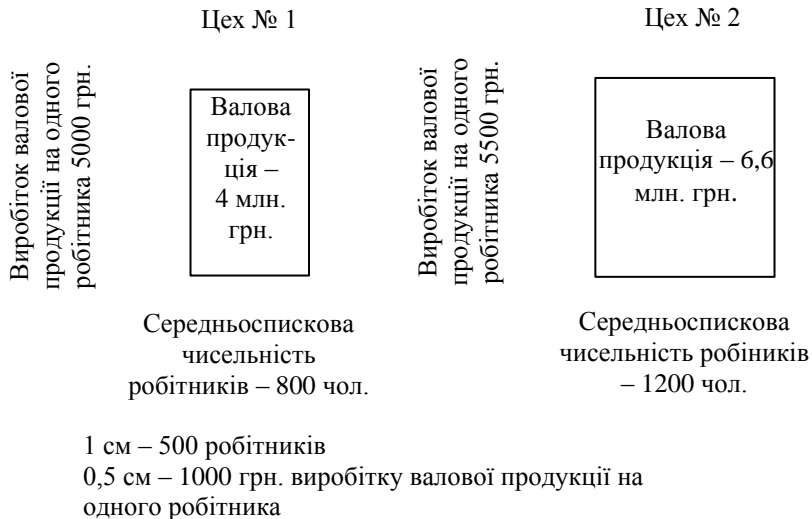 Цех № 1
Цех № 2
Виробіток валової
продукції на одного
робітника 5000 грн.
Валова
продук-
ція –
4 млн.
грн.
Виробіток валової
продукції на одного
робітника 5500 грн.
Валова
продукція – 6,6
млн. грн.
Середньоспискова
чисельність
робітників – 800 чол.
Середньоспискова
чисельність робіників
– 1200 чол.
1 см – 500 робітників
0,5 см – 1000 грн. виробітку валової продукції на
одного робітника